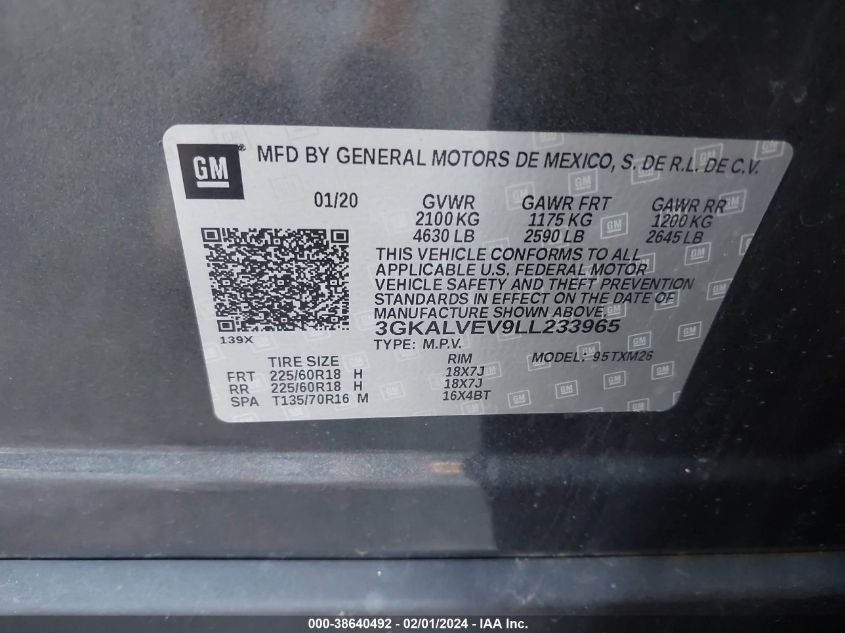 GM® MFD BY GENERAL MOTORS DE MEXICO, S. DE R.L. DE C.V.
01/20 GVWR GAWR FRT GAWR RR
2100 KG 1175 KG 1200 KG
4630 LB 2590 LB 2645 LB
THIS VEHICLE CONFORMS TO ALL
APPLICABLE U.S. FEDERAL MOTOR
VEHICLE SAFETY AND THEFT PREVENTION
STANDARDS IN EFFECT ON THE DATE OF
MANUFACTURE SHOWN ABOVE.
139X 3GKALVEV9LL233965
TYPE: M.P.V. MODEL: 95TXM26
TIRE SIZE RIM
FRT 225/60R18 H 18X7J
RR 225/60R18 H 18X7J
SPA T135/70R16 M 16X4BT
000-38640492 - 02/01/2024 - IAAI.com